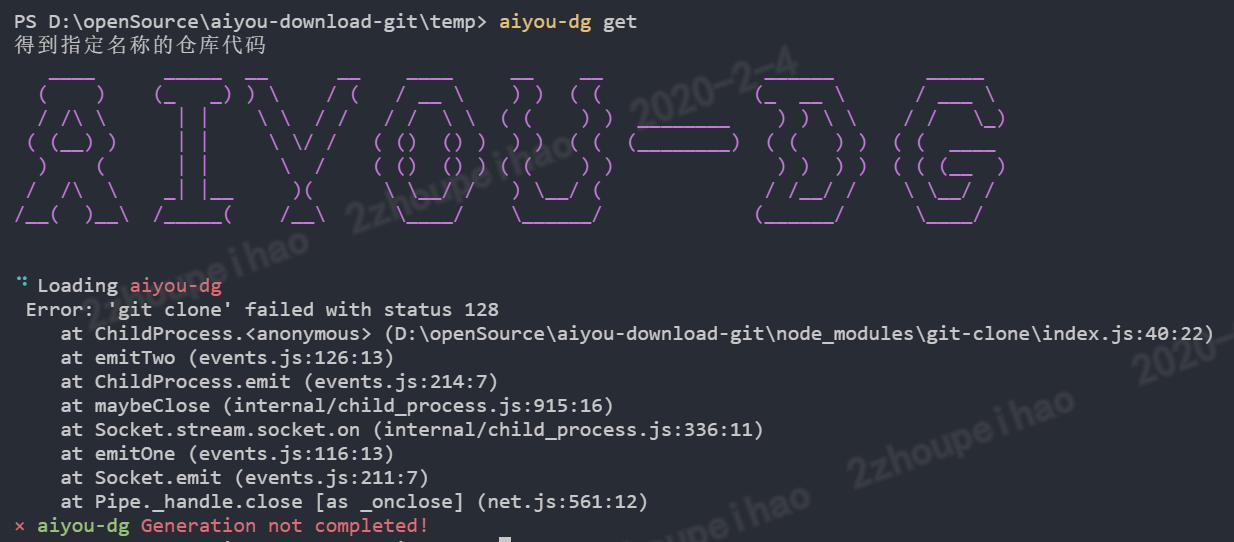 PS D:\openSource\aiyou-download-git\temp> aiyou-dg get
得到指定名称的仓库代码
AIYOU-DG
Loading aiyou-dg
Error: 'git clone' failed with status 128
at ChildProcess.<anonymous> (D:\openSource\aiyou-download-git\node_modules\git-clone\index.js:40:22)
at emitTwo (events.js:126:13)
at ChildProcess.emit (events.js:214:7)
at maybeClose (internal/child_process.js:915:16)
at Socket.stream.socket.on (internal/child_process.js:336:11)
at emitOne (events.js:116:13)
at Socket.emit (events.js:211:7)
at Pipe._handle.close [as _onclose] (net.js:561:12)
× aiyou-dg Generation not completed!
2zhoupeihao 2zhoupeihao 2020-2-4
2zhoupeihao 2zhoupeihao 2020-